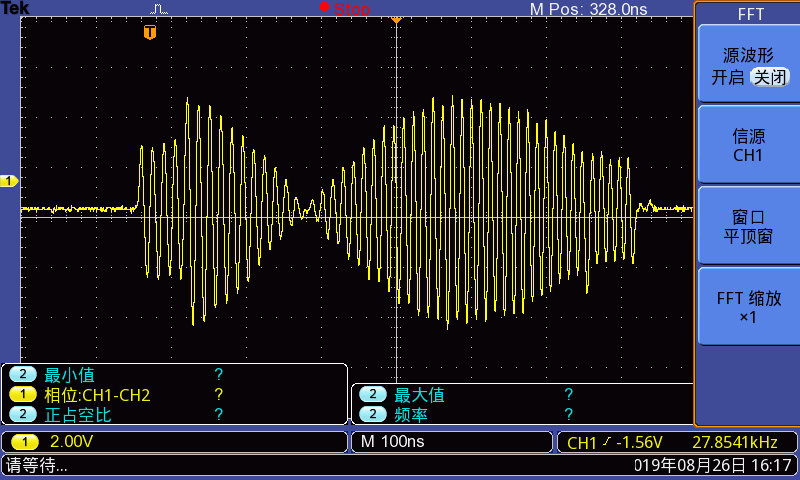 Tek
Stop
M Pos: 328.0ns
FFT
T
源波形
开启 关闭
信源
CH1
窗口
平顶窗
FFT 缩放
×1
1
2 最小值 ?
1 相位:CH1-CH2 ?
2 正占空比 ?
2 最大值 ?
2 频率 ?
1 2.00V
M 100ns
CH1 -1.56V 27.8541kHz
请等待...
019年08月26日 16:17